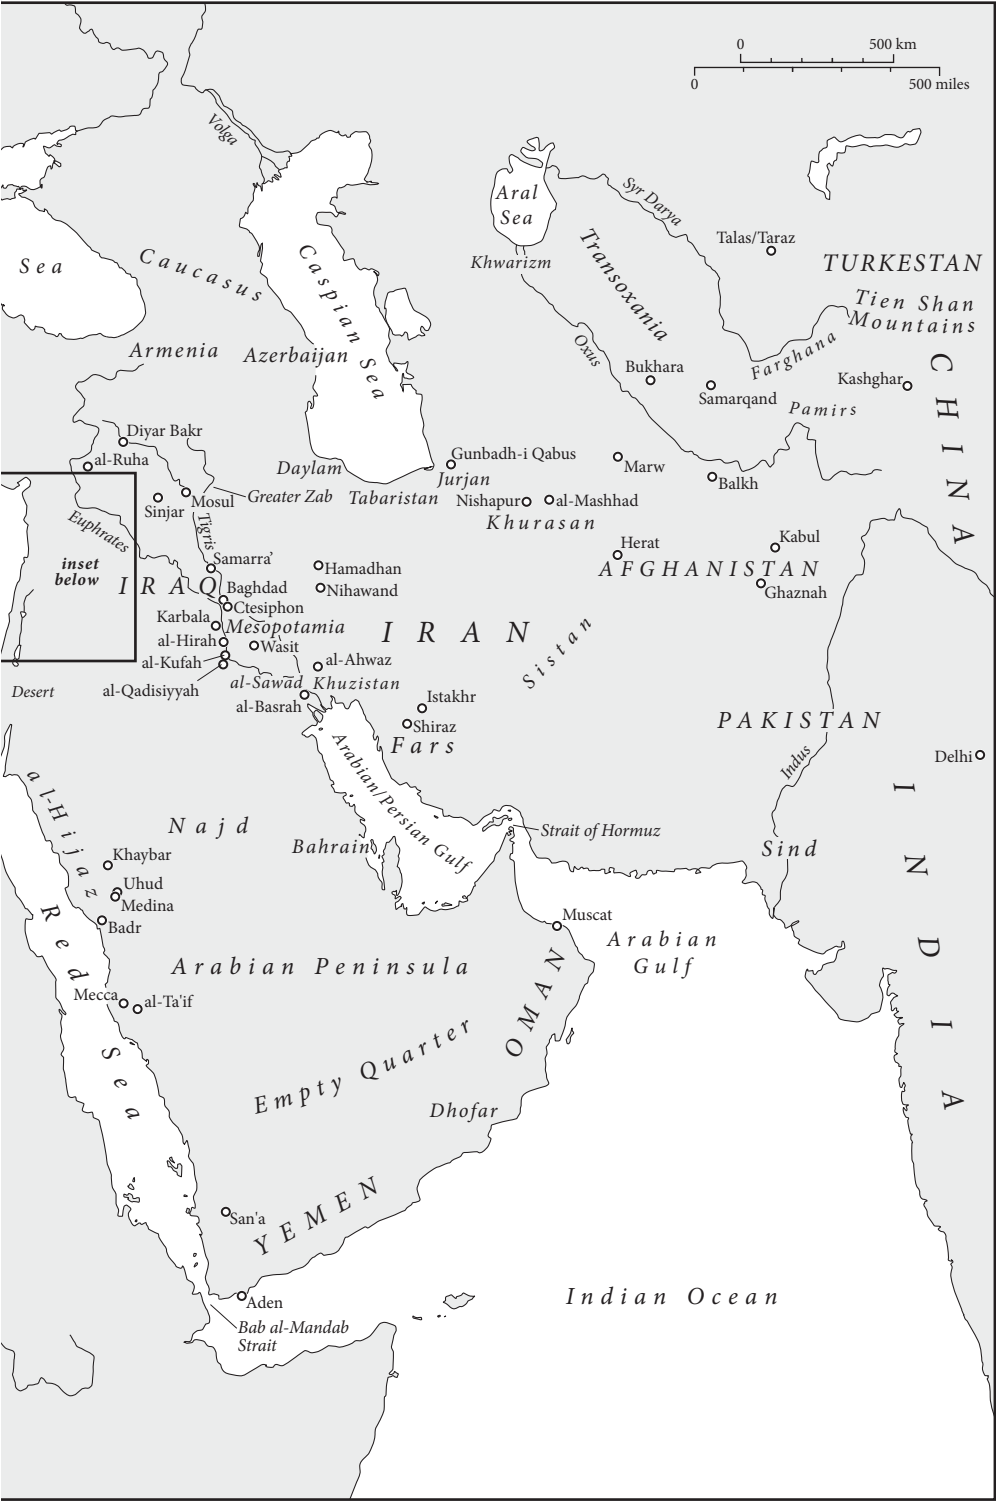 0 500 km
0 500 miles
Volga
Aral
Sea
Syr Darya
Talas/Taraz
TURKESTAN
Sea
Caucasus
Caspian Sea
Khwarizm
Transoxania
Tien Shan
Mountains
Armenia
Azerbaijan
Oxus
Farghana
CHINA
Bukhara
Samarqand
Kashghar
Pamirs
Diyar Bakr
al-Ruha
Daylam
Gunbadh-i Qabus
Jurjan
Marw
Balkh
Sinjar
Mosul
Greater Zab
Tabaristan
Nishapur
al-Mashhad
Khurasan
Euphrates
Tigris
inset
below
Samarra'
IRAQ
Hamadhan
Nihawand
Herat
Kabul
AFGHANISTAN
Ghaznah
Baghdad
Ctesiphon
Karbala
Mesopotamia
IRAN
al-Hirah
Wasit
al-Kufah
al-Ahwaz
Sistan
Desert
al-Qadisiyyah
al-Sawād
Khuzistan
al-Basrah
Istakhr
Shiraz
Fars
PAKISTAN
Indus
Delhi
Arabian/Persian Gulf
al-Hijaz
Najd
Bahrain
Strait of Hormuz
Sind
INDIA
Khaybar
Uhud
Medina
Badr
Red Sea
Muscat
Arabian
Gulf
Arabian Peninsula
OMAN
Mecca
al-Ta'if
Empty Quarter
Dhofar
San'a
YEMEN
Aden
Bab al-Mandab
Strait
Indian Ocean